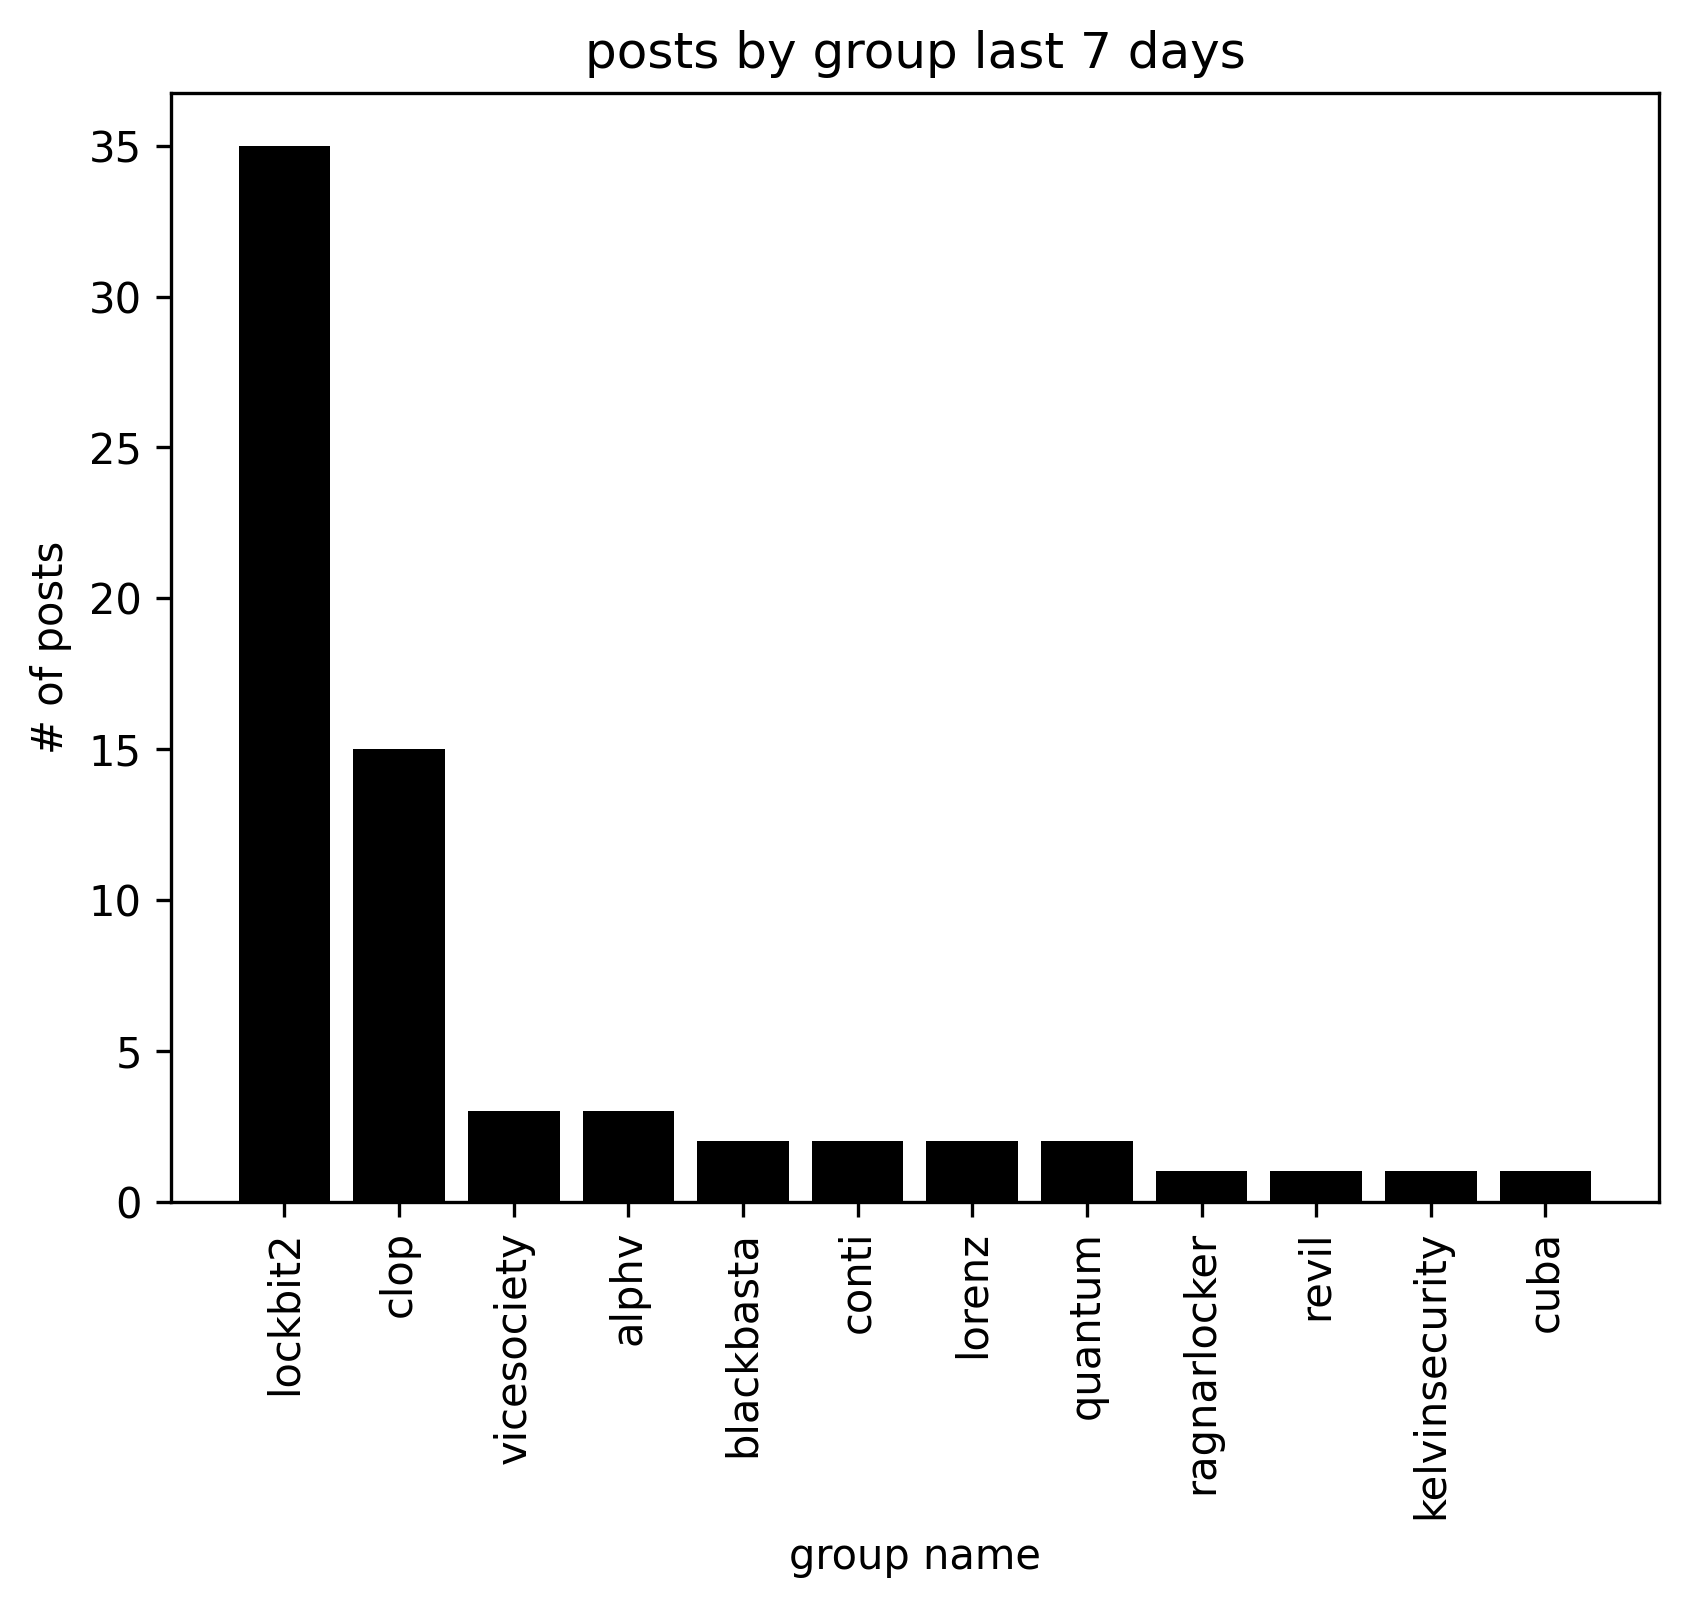 posts by group last 7 days
# of posts
35
30
25
20
15
10
5
0
lockbit2
clop
vicesociety
alphv
blackbasta
conti
lorenz
quantum
ragnarlocker
revil
kelvinsecurity
cuba
group name